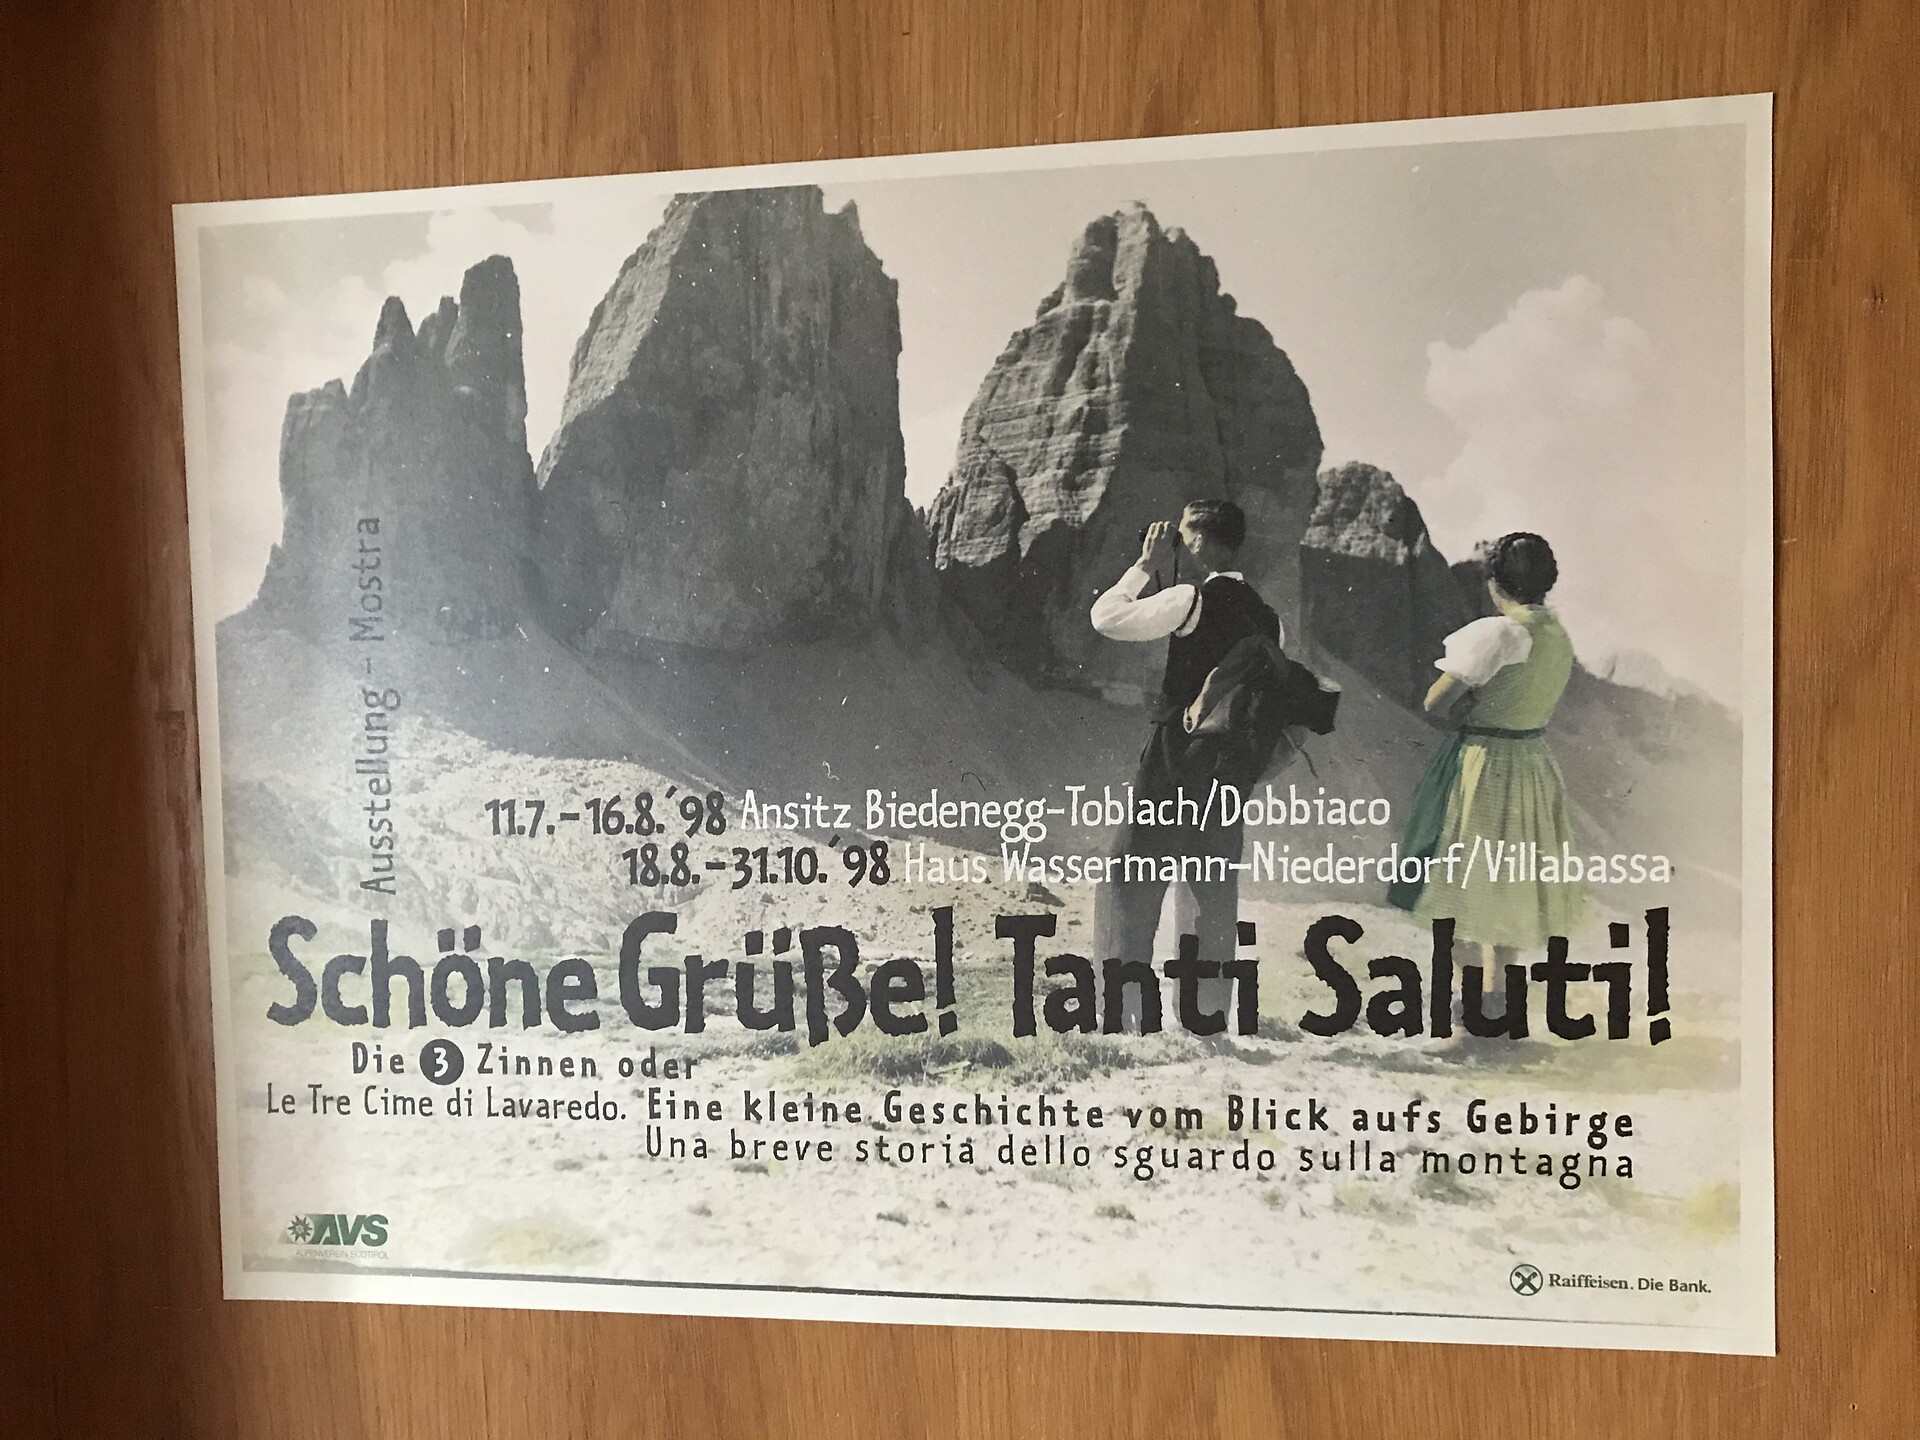 Ausstellung – Mostra
11.7. – 16.8. ´98 Ansitz Biedenegg–Toblach/Dobbiaco
18.8. – 31.10. ´98 Haus Wassermann–Niederdorf/Villabassa
Schöne Grüße! Tanti Saluti!
Die 3 Zinnen oder
Le Tre Cime di Lavaredo. Eine kleine Geschichte vom Blick aufs Gebirge
Una breve storia dello sguardo sulla montagna
AVS
ALPENVEREIN SÜDTIROL
Raiffeisen. Die Bank.